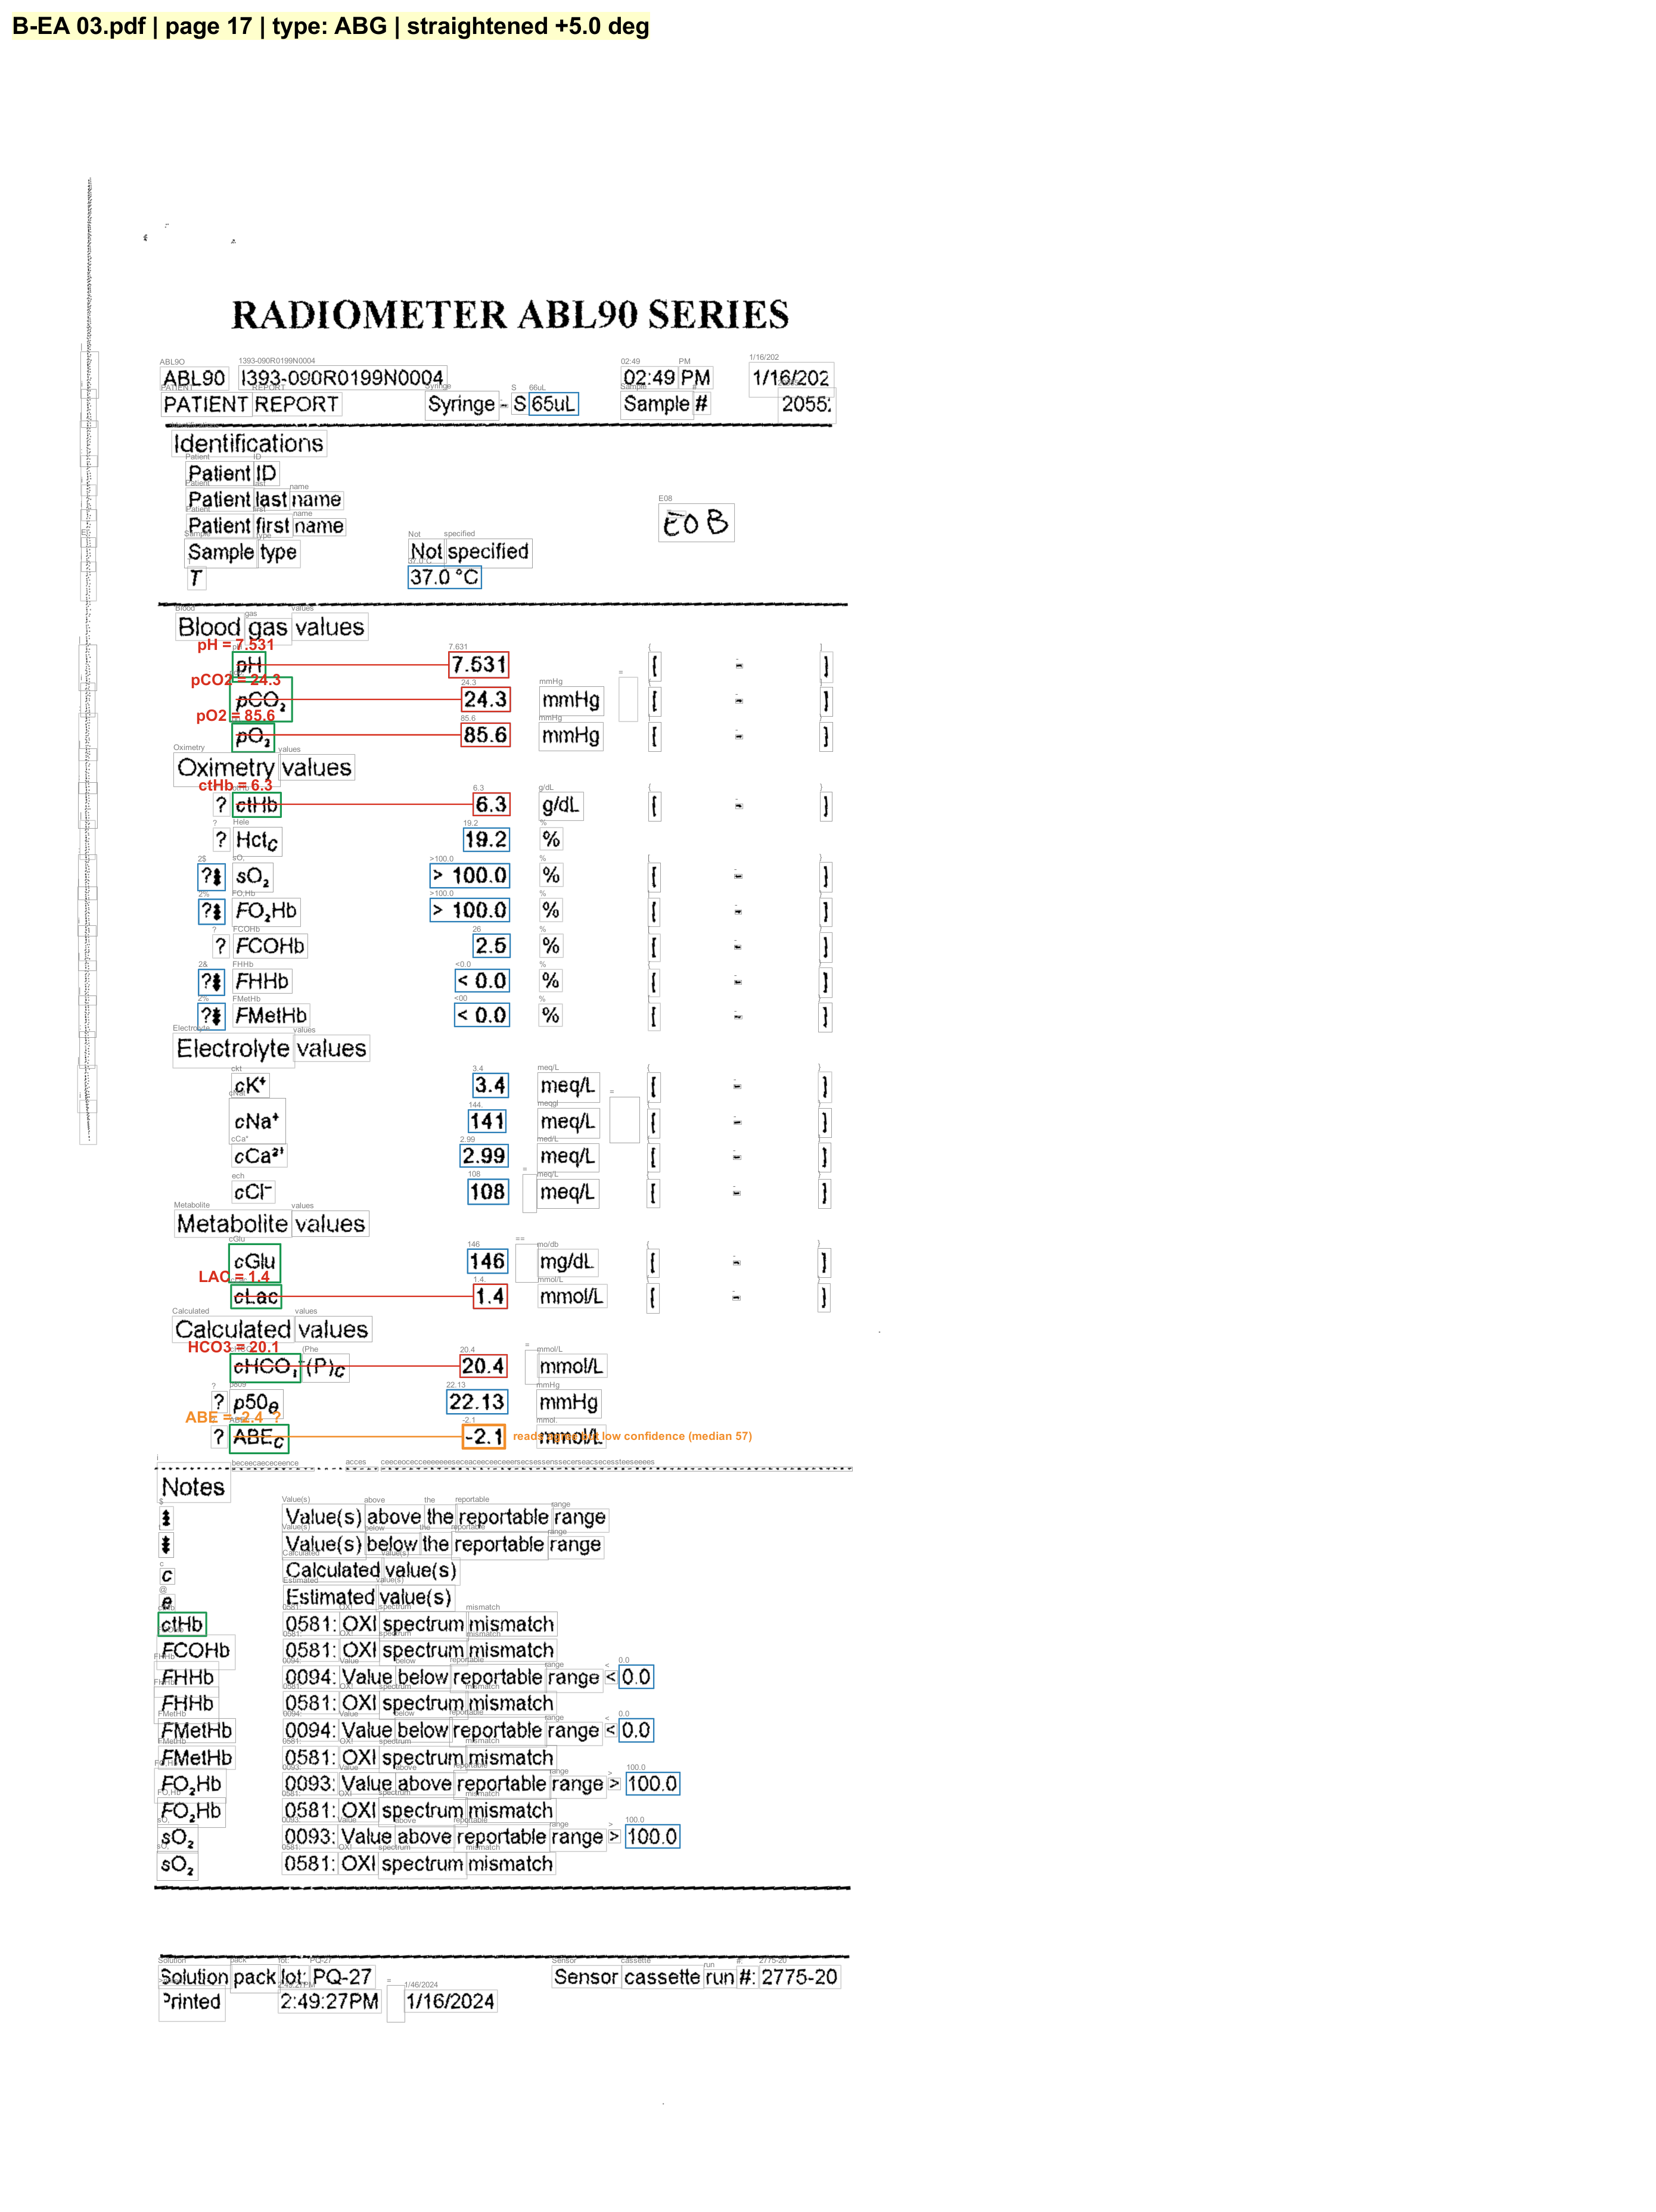 B-EA 03.pdf | page 17 | type: ABG | straightened +5.0 deg
RADIOMETER ABL90 SERIES
ABL90 I393-090R0199N0004 02:49 PM 1/16/202
PATIENT REPORT Syringe - S 65uL Sample # 2055
Identifications
Patient ID
Patient last name
Patient first name
E08
Sample type Not specified
T 37.0 °C
Blood gas values
pH = 7.531
pH 7.531 [ - ]
pCO2 = 24.3
pCO₂ 24.3 mmHg [ - ]
pO2 = 85.6
pO₂ 85.6 mmHg [ - ]
Oximetry values
ctHb = 6.3
? ctHb 6.3 g/dL [ - ]
? Hctc 19.2 %
?⇞ sO₂ > 100.0 % [ - ]
?⇞ FO₂Hb > 100.0 % [ - ]
? FCOHb 2.5 % [ - ]
?⇟ FHHb < 0.0 % [ - ]
?⇟ FMetHb < 0.0 % [ - ]
Electrolyte values
cK⁺ 3.4 meq/L [ - ]
cNa⁺ 141 meq/L [ - ]
cCa²⁺ 2.99 meq/L [ - ]
cCl⁻ 108 meq/L [ - ]
Metabolite values
cGlu 146 mg/dL [ - ]
LAC = 1.4
cLac 1.4 mmol/L [ - ]
Calculated values
HCO3 = 20.1
cHCO₃⁻(P)c 20.4 mmol/L
? p50e 22.13 mmHg
ABE = -2.4 ?
? ABEc -2.1 mmol/L reads agree but low confidence (median 57)
Notes
⇞ Value(s) above the reportable range
⇟ Value(s) below the reportable range
c Calculated value(s)
e Estimated value(s)
ctHb 0581: OXI spectrum mismatch
FCOHb 0581: OXI spectrum mismatch
FHHb 0094: Value below reportable range < 0.0
FHHb 0581: OXI spectrum mismatch
FMetHb 0094: Value below reportable range < 0.0
FMetHb 0581: OXI spectrum mismatch
FO₂Hb 0093: Value above reportable range > 100.0
FO₂Hb 0581: OXI spectrum mismatch
sO₂ 0093: Value above reportable range > 100.0
sO₂ 0581: OXI spectrum mismatch
Solution pack lot: PQ-27 Sensor cassette run #: 2775-20
Printed 2:49:27PM 1/16/2024